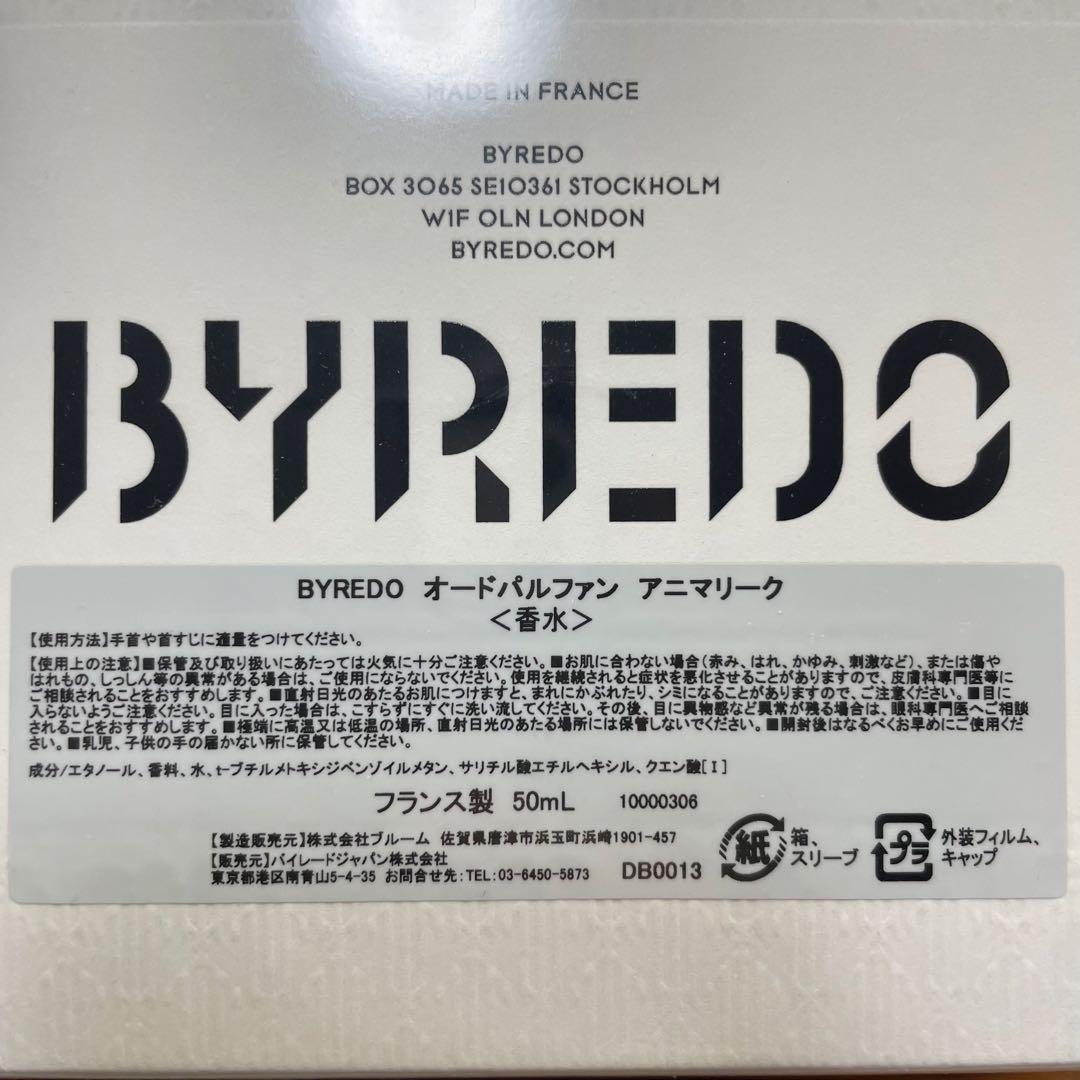 MADE IN FRANCE
BYREDO
BOX 3065 SE10361 STOCKHOLM
W1F OLN LONDON
BYREDO.COM
BYREDO
BYREDO オードパルファン アニマリーク
＜香水＞
【使用方法】手首や首すじに適量をつけてください。
【使用上の注意】■保管及び取り扱いにあたっては火気に十分ご注意ください。■お肌に合わない場合(赤み、はれ、かゆみ、刺激など)、または傷や
はれもの、しっしん等の異常がある場合は、ご使用にならないでください。使用を継続されると症状を悪化させることがありますので、皮膚科専門医等に
ご相談されることをおすすめします。■直射日光のあたるお肌につけますと、まれにかぶれたり、シミになることがありますので、ご注意ください。■目に
入らないようご注意ください。目に入った場合は、こすらずにすぐに洗い流してください。その後、目に異物感など異常が残る場合は、眼科専門医へご相談
されることをおすすめします。■極端に高温又は低温の場所、直射日光のあたる場所には保管しないでください。■開封後はなるべくお早めにご使用くだ
さい。■乳児、子供の手の届かない所に保管してください。
成分/エタノール、香料、水、t-ブチルメトキシジベンゾイルメタン、サリチル酸エチルヘキシル、クエン酸[I]
フランス製 50mL 10000306
【製造販売元】株式会社ブルーム 佐賀県唐津市浜玉町浜崎1901-457
【販売元】バイレードジャパン株式会社
東京都港区南青山5-4-35 お問合せ先:TEL:03-6450-5873 DB0013
紙 箱、
スリーブ
プラ 外装フィルム、
キャップ